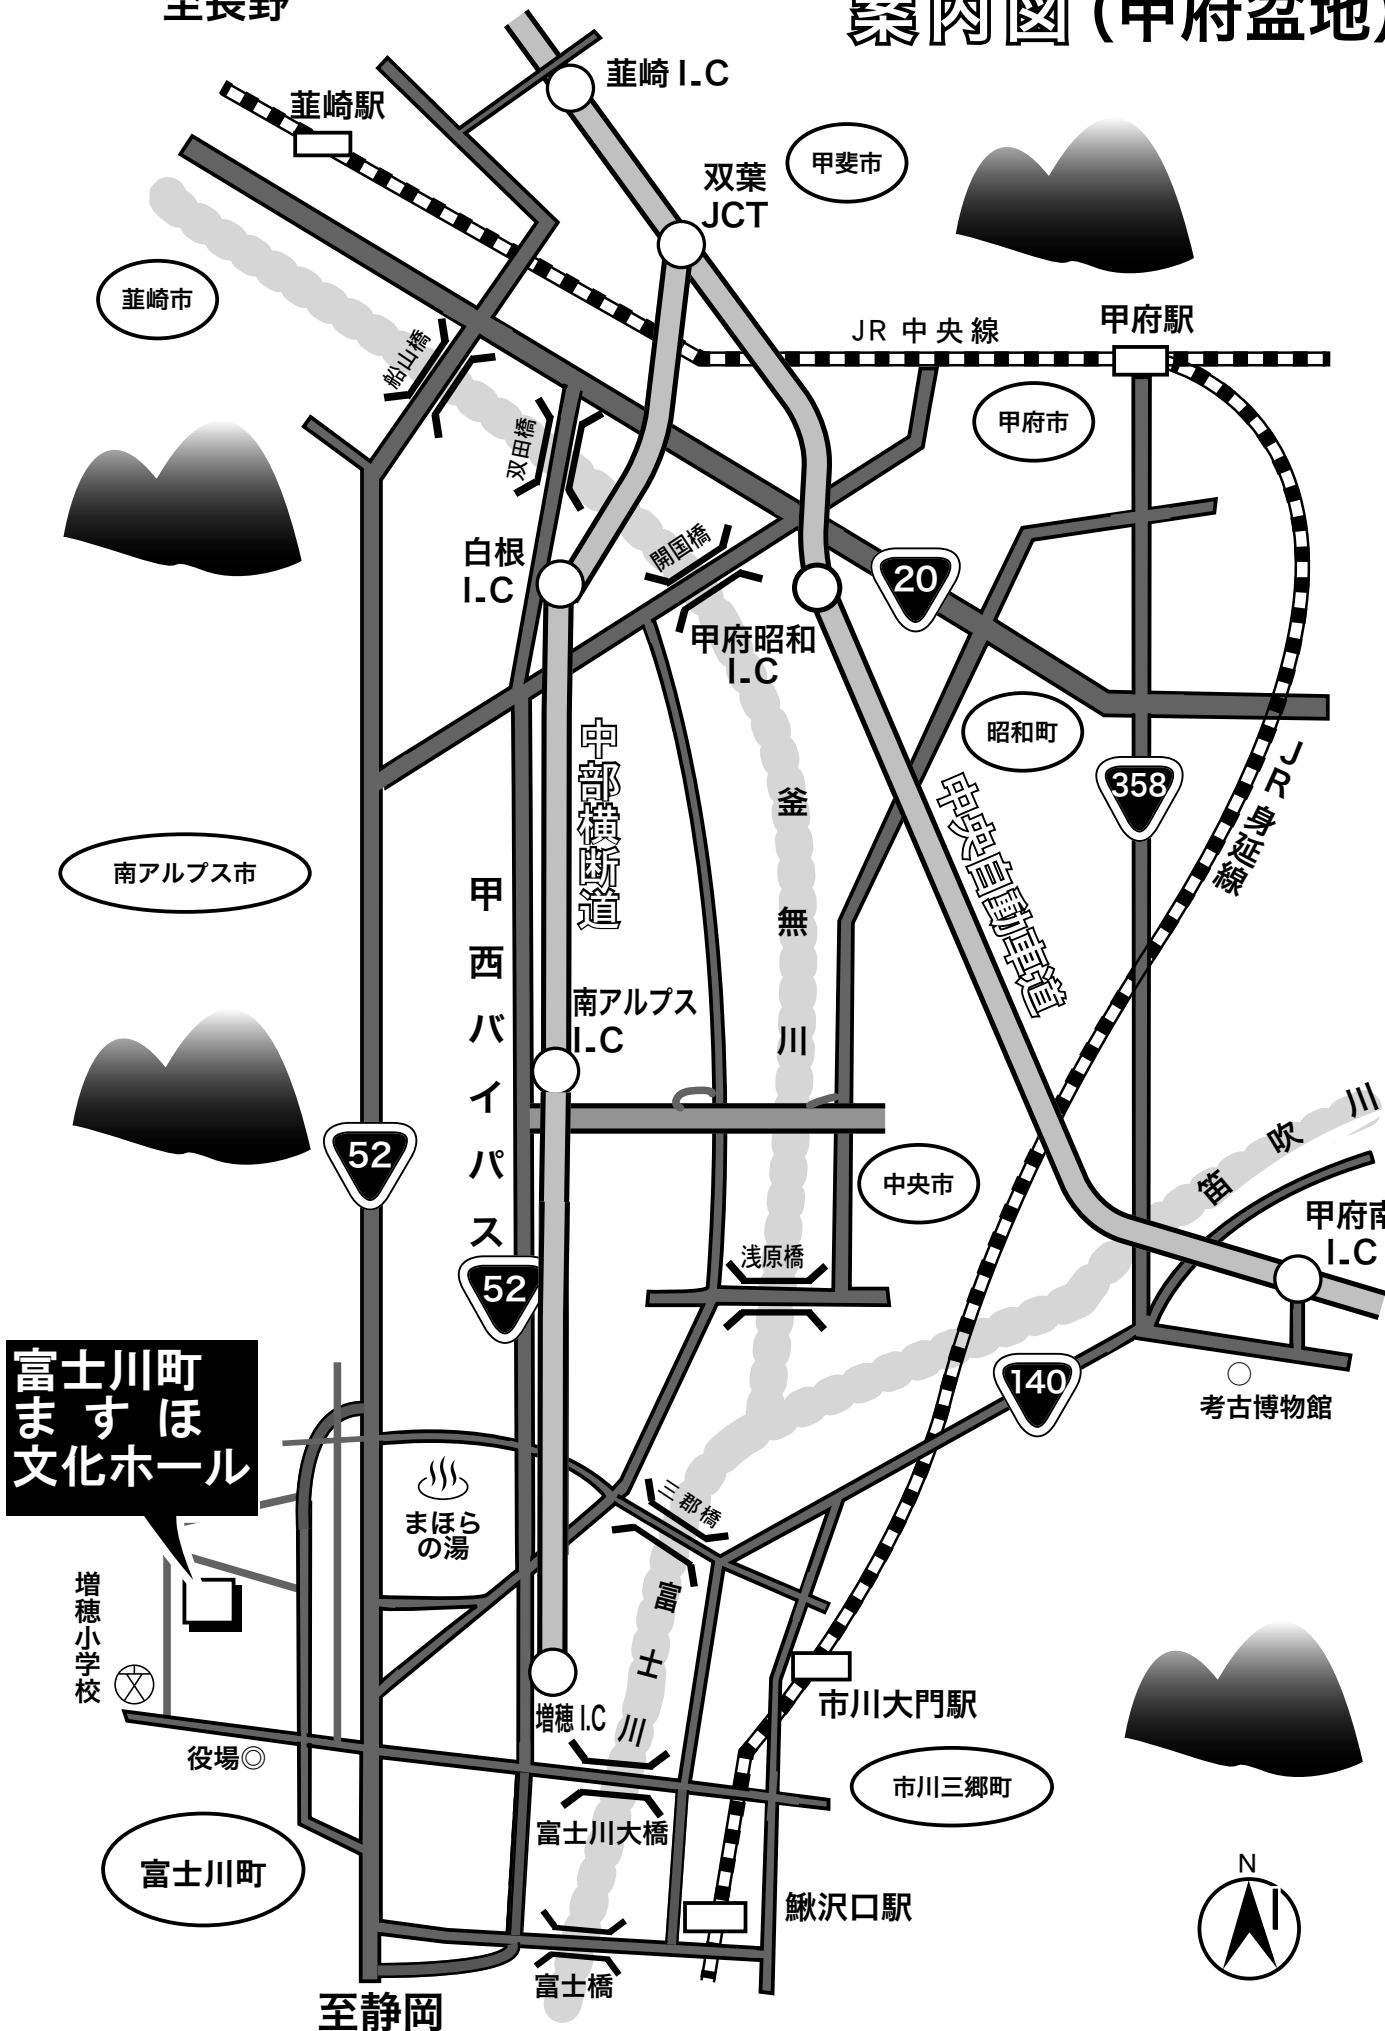 至長野
案内図(甲府盆地)
韮崎 I.C
韮崎駅
双葉
JCT
甲斐市
韮崎市
JR 中央線
甲府駅
船山橋
甲府市
双田橋
白根
I.C
開国橋
20
甲府昭和
I.C
昭和町
中部横断道
358
JR身延線
釜無川
中央自動車道
南アルプス市
甲西バイパス
南アルプス
I.C
52
笛吹川
中央市
甲府南
I.C
浅原橋
52
富士川町
ますほ
文化ホール
140
考古博物館
三郡橋
まほら
の湯
増穂小学校
文
富士川
増穂 I.C
市川大門駅
役場◎
市川三郷町
富士川大橋
富士川町
鰍沢口駅
N
富士橋
至静岡